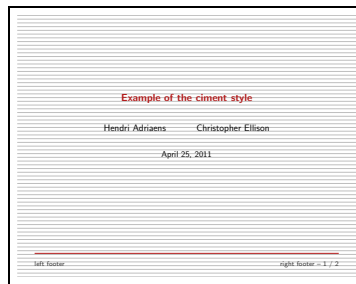 Example of the ciment style
Hendri Adriaens Christopher Ellison
April 25, 2011
left footer right footer – 1 / 2